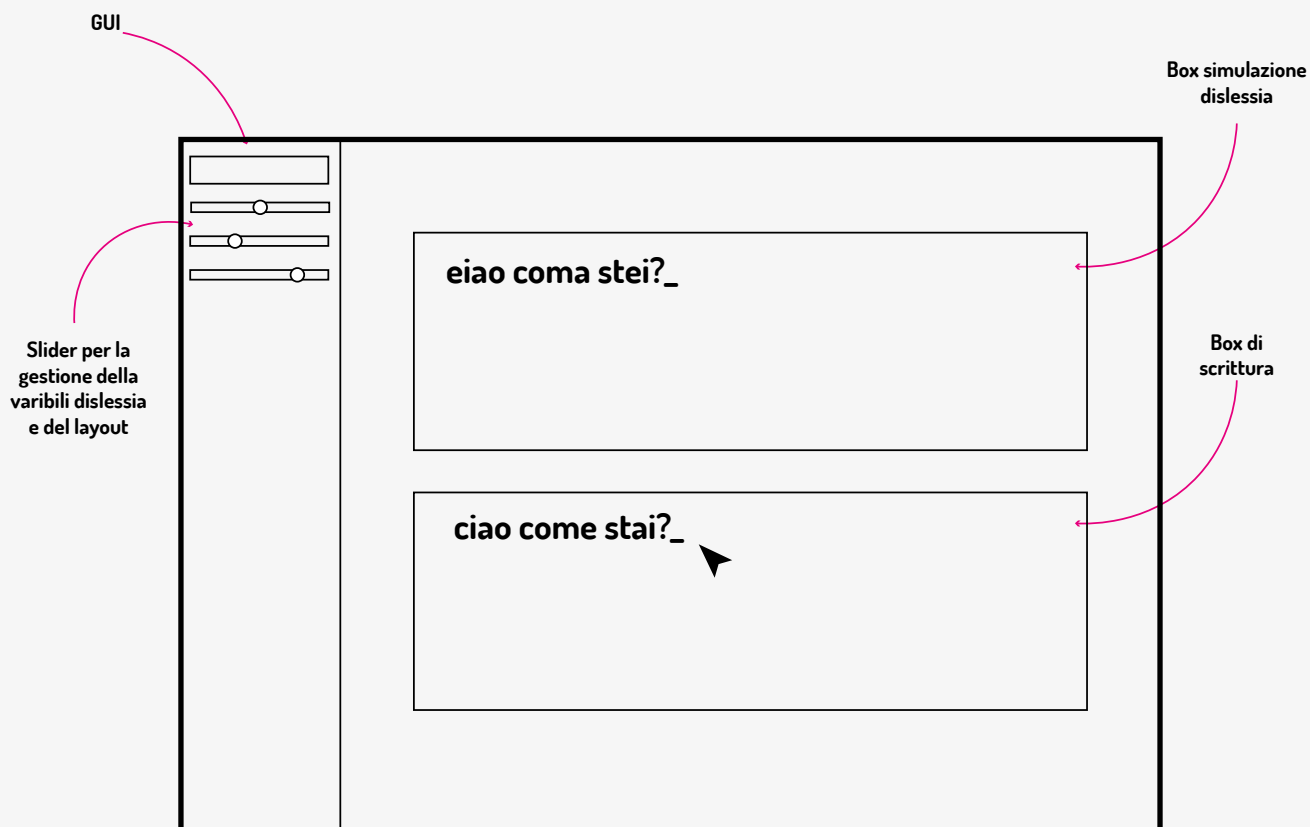 GUI
Box simulazione
dislessia
eiao coma stei?_
Box di
scrittura
Slider per la
gestione della
varibili dislessia
e del layout
ciao come stai?_